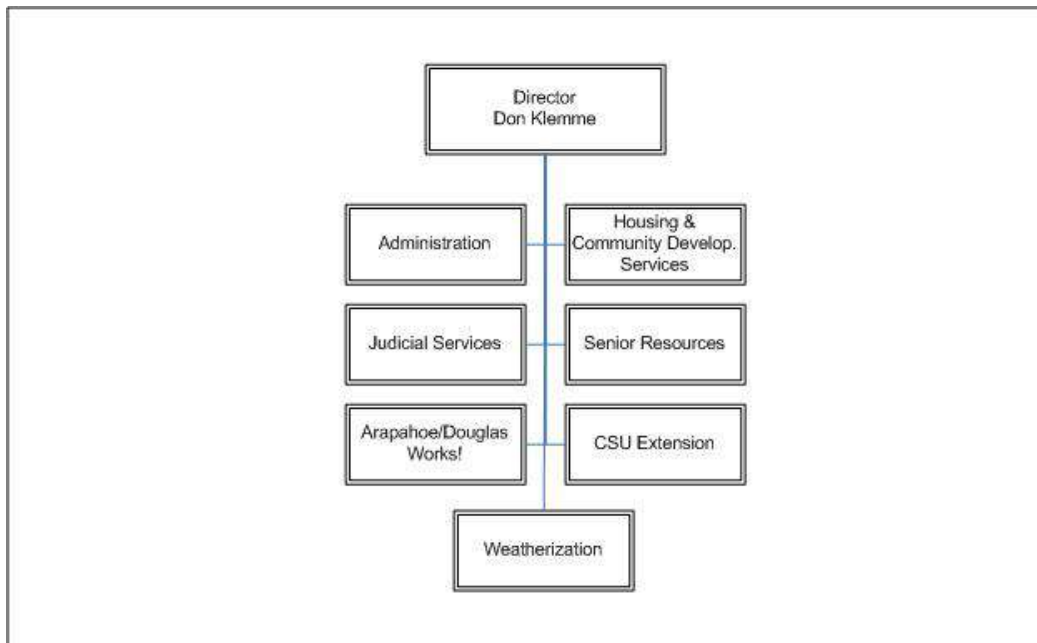 Director
Don Klemme
Administration
Housing &
Community Develop.
Services
Judicial Services
Senior Resources
Arapahoe/Douglas
Works!
CSU Extension
Weatherization